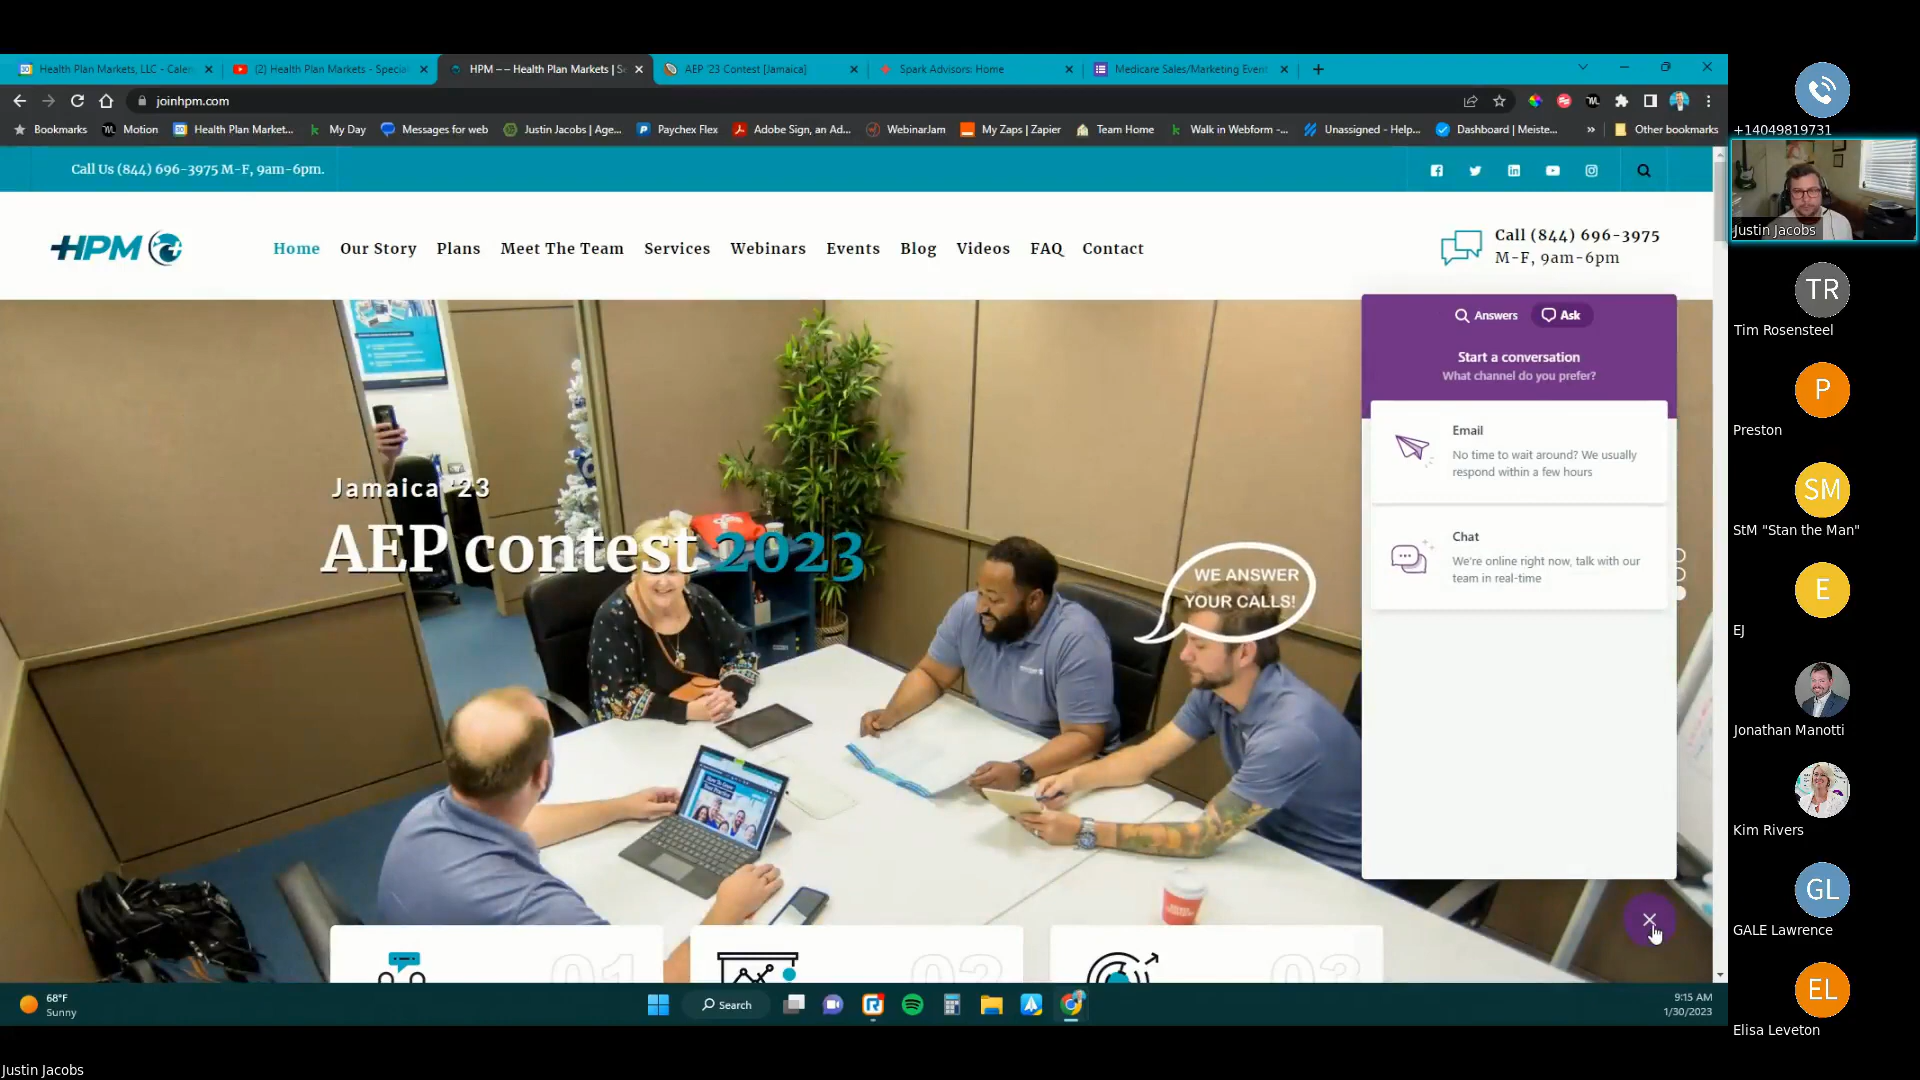 Health Plan Markets, LLC - Calen
(2) Health Plan Markets - Special
HPM – – Health Plan Markets | S
AEP '23 Contest [Jamaica]
Spark Advisors: Home
Medicare Sales/Marketing Event
joinhpm.com
Bookmarks
Motion
Health Plan Market...
My Day
Messages for web
Justin Jacobs | Age...
Paychex Flex
Adobe Sign, an Ad...
WebinarJam
My Zaps | Zapier
Team Home
Walk in Webform -...
Unassigned - Help...
Dashboard | Meiste...
»
Other bookmarks
Call Us (844) 696-3975 M-F, 9am-6pm.
HPM
Home
Our Story
Plans
Meet The Team
Services
Webinars
Events
Blog
Videos
FAQ
Contact
Call (844) 696-3975
M-F, 9am-6pm
Jamaica '23
AEP contest 2023
WE ANSWER
YOUR CALLS!
Answers
Ask
Start a conversation
What channel do you prefer?
Email
No time to wait around? We usually
respond within a few hours
Chat
We're online right now, talk with our
team in real-time
01
02
03
68°F
Sunny
Search
9:15 AM
1/30/2023
+14049819731
Justin Jacobs
TR
Tim Rosensteel
P
Preston
SM
StM "Stan the Man"
E
EJ
Jonathan Manotti
Kim Rivers
GL
GALE Lawrence
EL
Elisa Leveton
Justin Jacobs